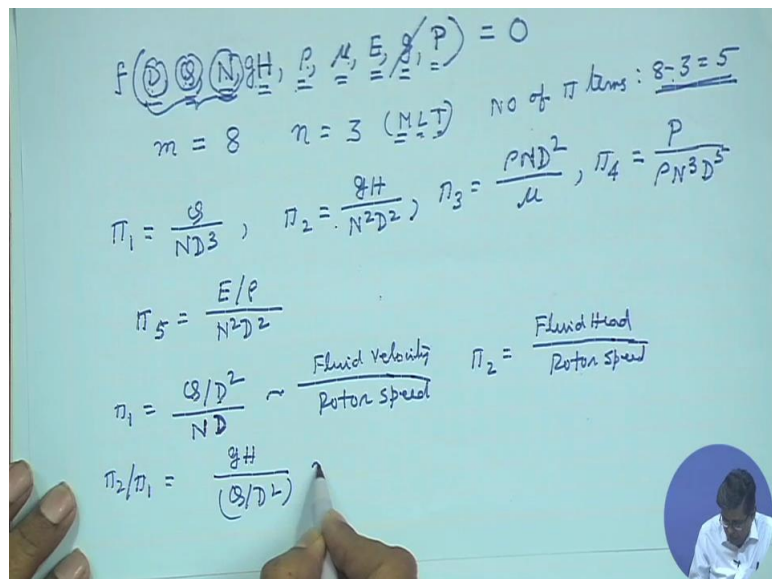 f(D, Q, N, gH, ρ, μ, E, g, P) = 0
m = 8 n = 3 (MLT) NO of π terms : 8-3 = 5
π₁ = Q / ND³ , π₂ = gH / N²D² , π₃ = ρND² / μ , π₄ = P / ρN³D⁵
π₅ = E/ρ / N²D²
π₁ = Q/D² / ND ~ Fluid Velocity / Rotor Speed π₂ = Fluid Head / Rotor Speed
π₂/π₁ = gH / (Q/D²)